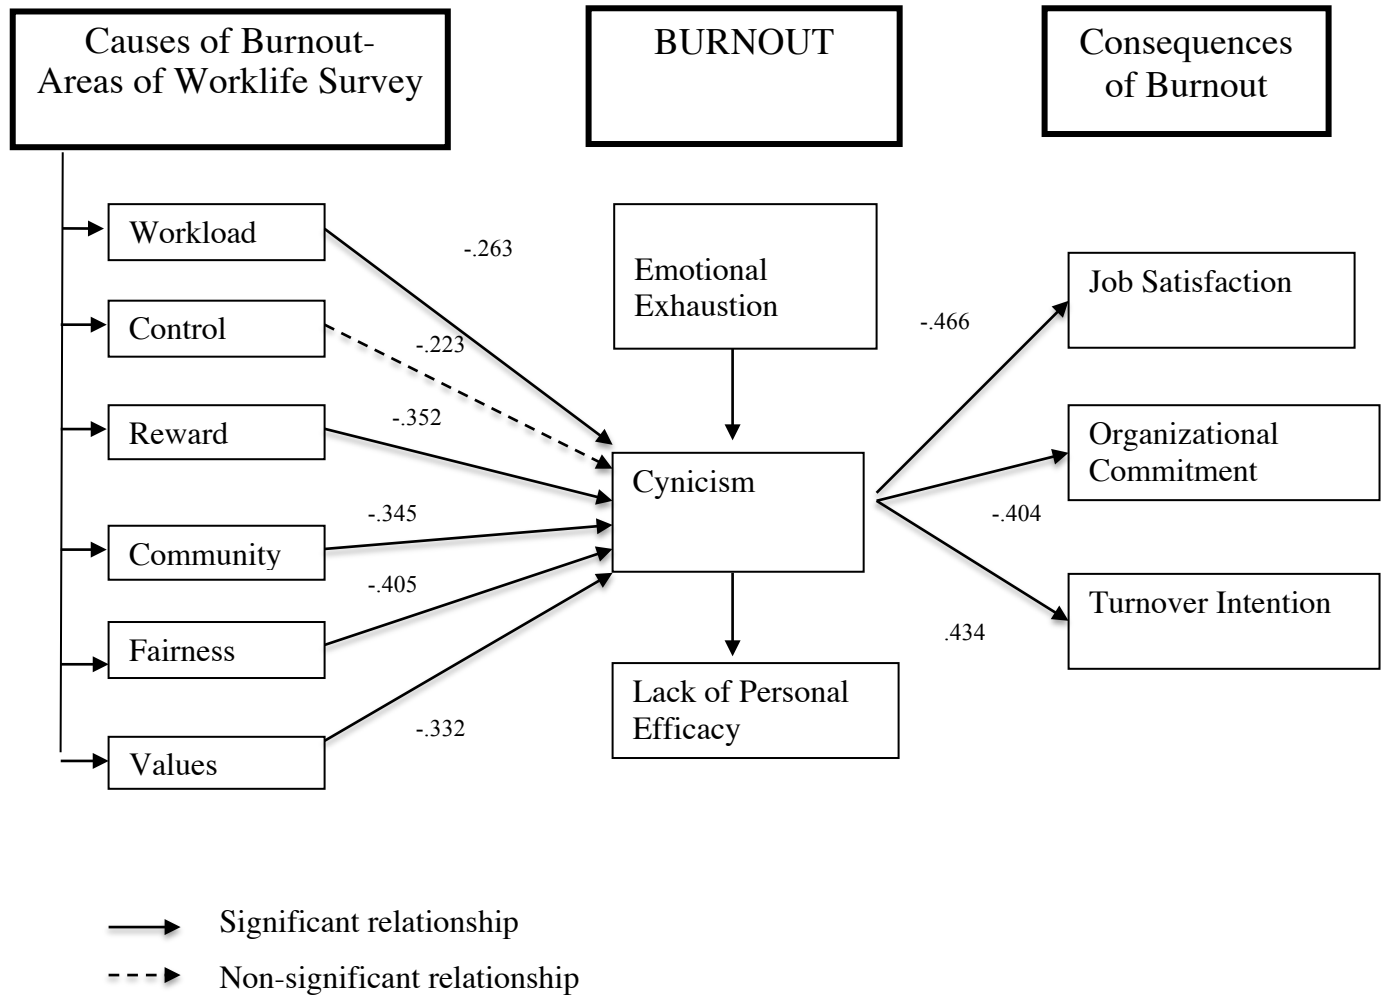 Causes of Burnout-
Areas of Worklife Survey
BURNOUT
Consequences
of Burnout
Workload
-.263
Emotional
Exhaustion
Job Satisfaction
Control
-.223
-.466
Reward
-.352
Organizational
Commitment
Cynicism
Community
-.345
-.404
Fairness
-.405
Turnover Intention
.434
Lack of Personal
Efficacy
Values
-.332
Significant relationship
Non-significant relationship